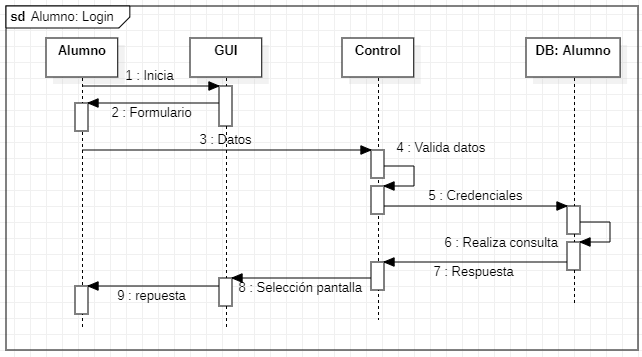 sd Alumno: Login
Alumno
GUI
Control
DB: Alumno
1 : Inicia
2 : Formulario
3 : Datos
4 : Valida datos
5 : Credenciales
6 : Realiza consulta
7 : Respuesta
8 : Selección pantalla
9 : repuesta